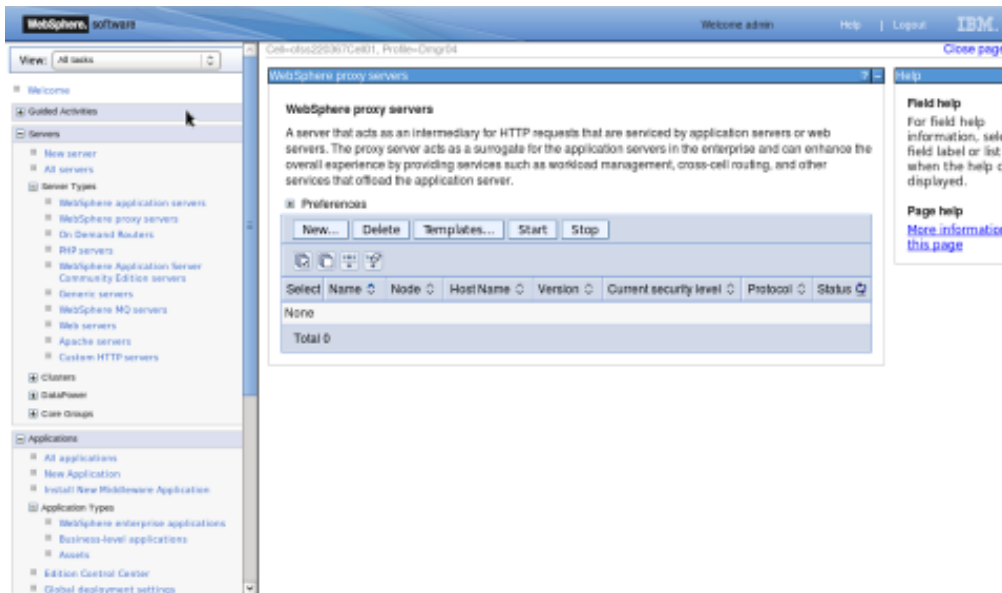 WebSphere. software
Welcome admin
Help | Logout
IBM.
View: All tasks
Welcome
Guided Activities
Servers
New server
All servers
Server Types
WebSphere application servers
WebSphere proxy servers
On Demand Routers
PHP servers
WebSphere Application Server
Community Edition servers
Generic servers
WebSphere MQ servers
Web servers
Apache servers
Custom HTTP servers
Clusters
DataPower
Core Groups
Applications
All applications
New Application
Install New Middleware Application
Application Types
WebSphere enterprise applications
Business-level applications
Assets
Edition Control Center
Global deployment settings
Profile=Dmgr04
Close page
WebSphere proxy servers
? -
WebSphere proxy servers
A server that acts as an intermediary for HTTP requests that are serviced by application servers or web
servers. The proxy server acts as a surrogate for the application servers in the enterprise and can enhance the
overall experience by providing services such as workload management, cross-cell routing, and other
services that offload the application server.
Preferences
New... Delete Templates... Start Stop
Select Name Node Host Name Version Current security level Protocol Status
None
Total 0
Help
Field help
For field help
information, sele
field label or list
when the help c
displayed.
Page help
More information
this page